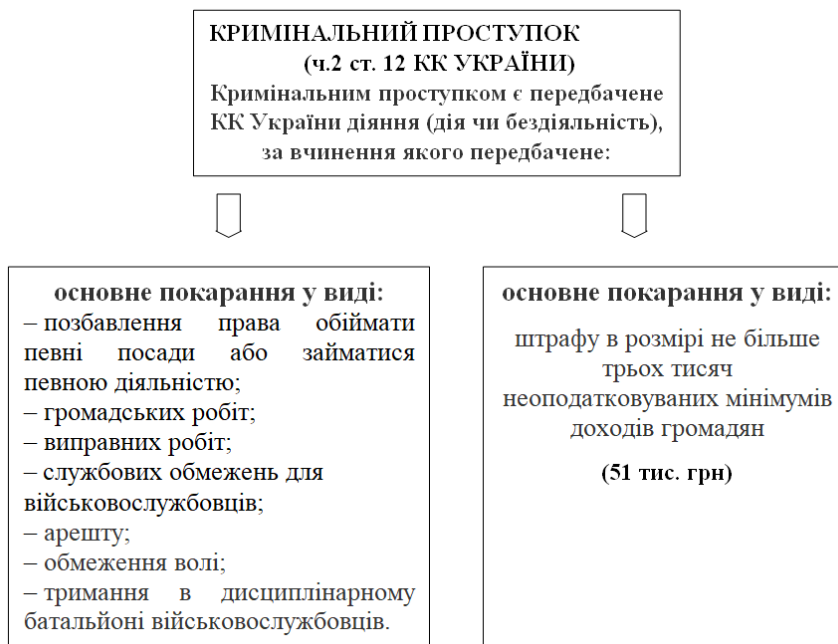 КРИМІНАЛЬНИЙ ПРОСТУПОК
(ч.2 ст. 12 КК УКРАЇНИ)
Кримінальним проступком є передбачене
КК України діяння (дія чи бездіяльність),
за вчинення якого передбачене:
основне покарання у виді:
– позбавлення права обіймати
певні посади або займатися
певною діяльністю;
– громадських робіт;
– виправних робіт;
– службових обмежень для
військовослужбовців;
– арешту;
– обмеження волі;
– тримання в дисциплінарному
батальйоні військовослужбовців.
основне покарання у виді:
штрафу в розмірі не більше
трьох тисяч
неоподатковуваних мінімумів
доходів громадян
(51 тис. грн)